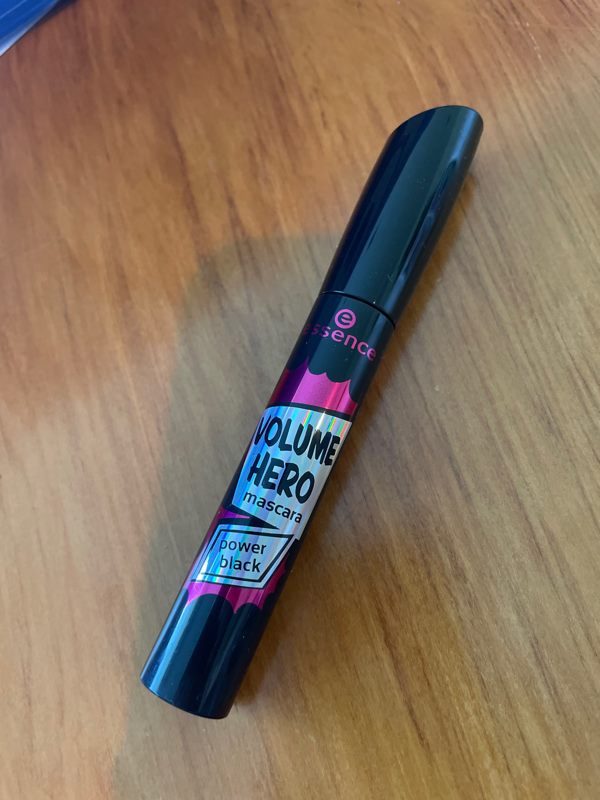 essence
VOLUME
HERO
mascara
power
black